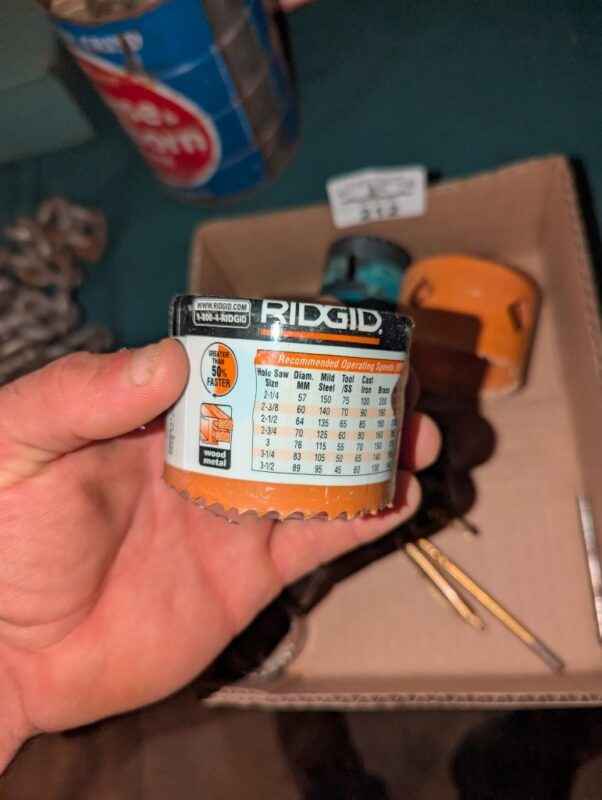 212
WWW.RIDGID.COM
1-800-4-RIDGID
RIDGID
GREATER
THAN
50%
FASTER
wood
metal
Recommended Operating Speeds
Hole Saw Size Diam. MM Mild Steel Tool /SS Cast Iron Brass
2-1/4 57 150 75 100 200
2-3/8 60 140 70 90 190
2-1/2 64 135 65 85
2-3/4 70 125 60 80
3 76 115 55 70
3-1/4 83 105 50 65 140
3-1/2 89 95 45 60